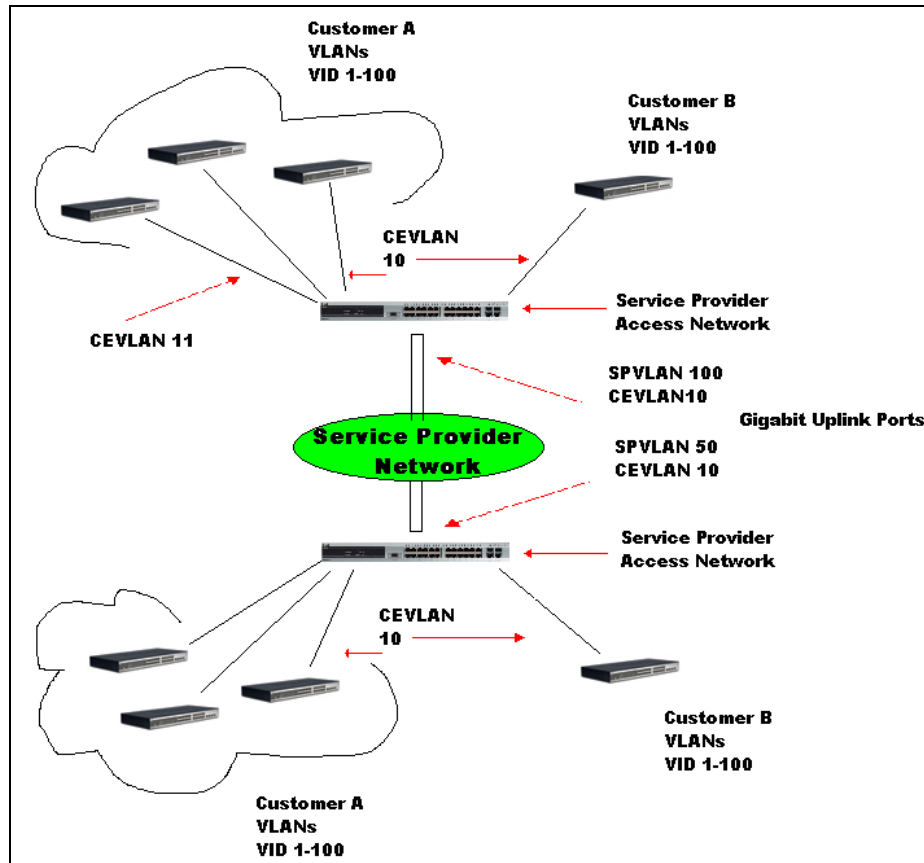 Customer A
VLANs
VID 1-100
Customer B
VLANs
VID 1-100
CEVLAN
10
CEVLAN 11
Service Provider
Access Network
SPVLAN 100
CEVLAN10
Gigabit Uplink Ports
Service Provider
Network
SPVLAN 50
CEVLAN 10
Service Provider
Access Network
CEVLAN
10
Customer B
VLANs
VID 1-100
Customer A
VLANs
VID 1-100